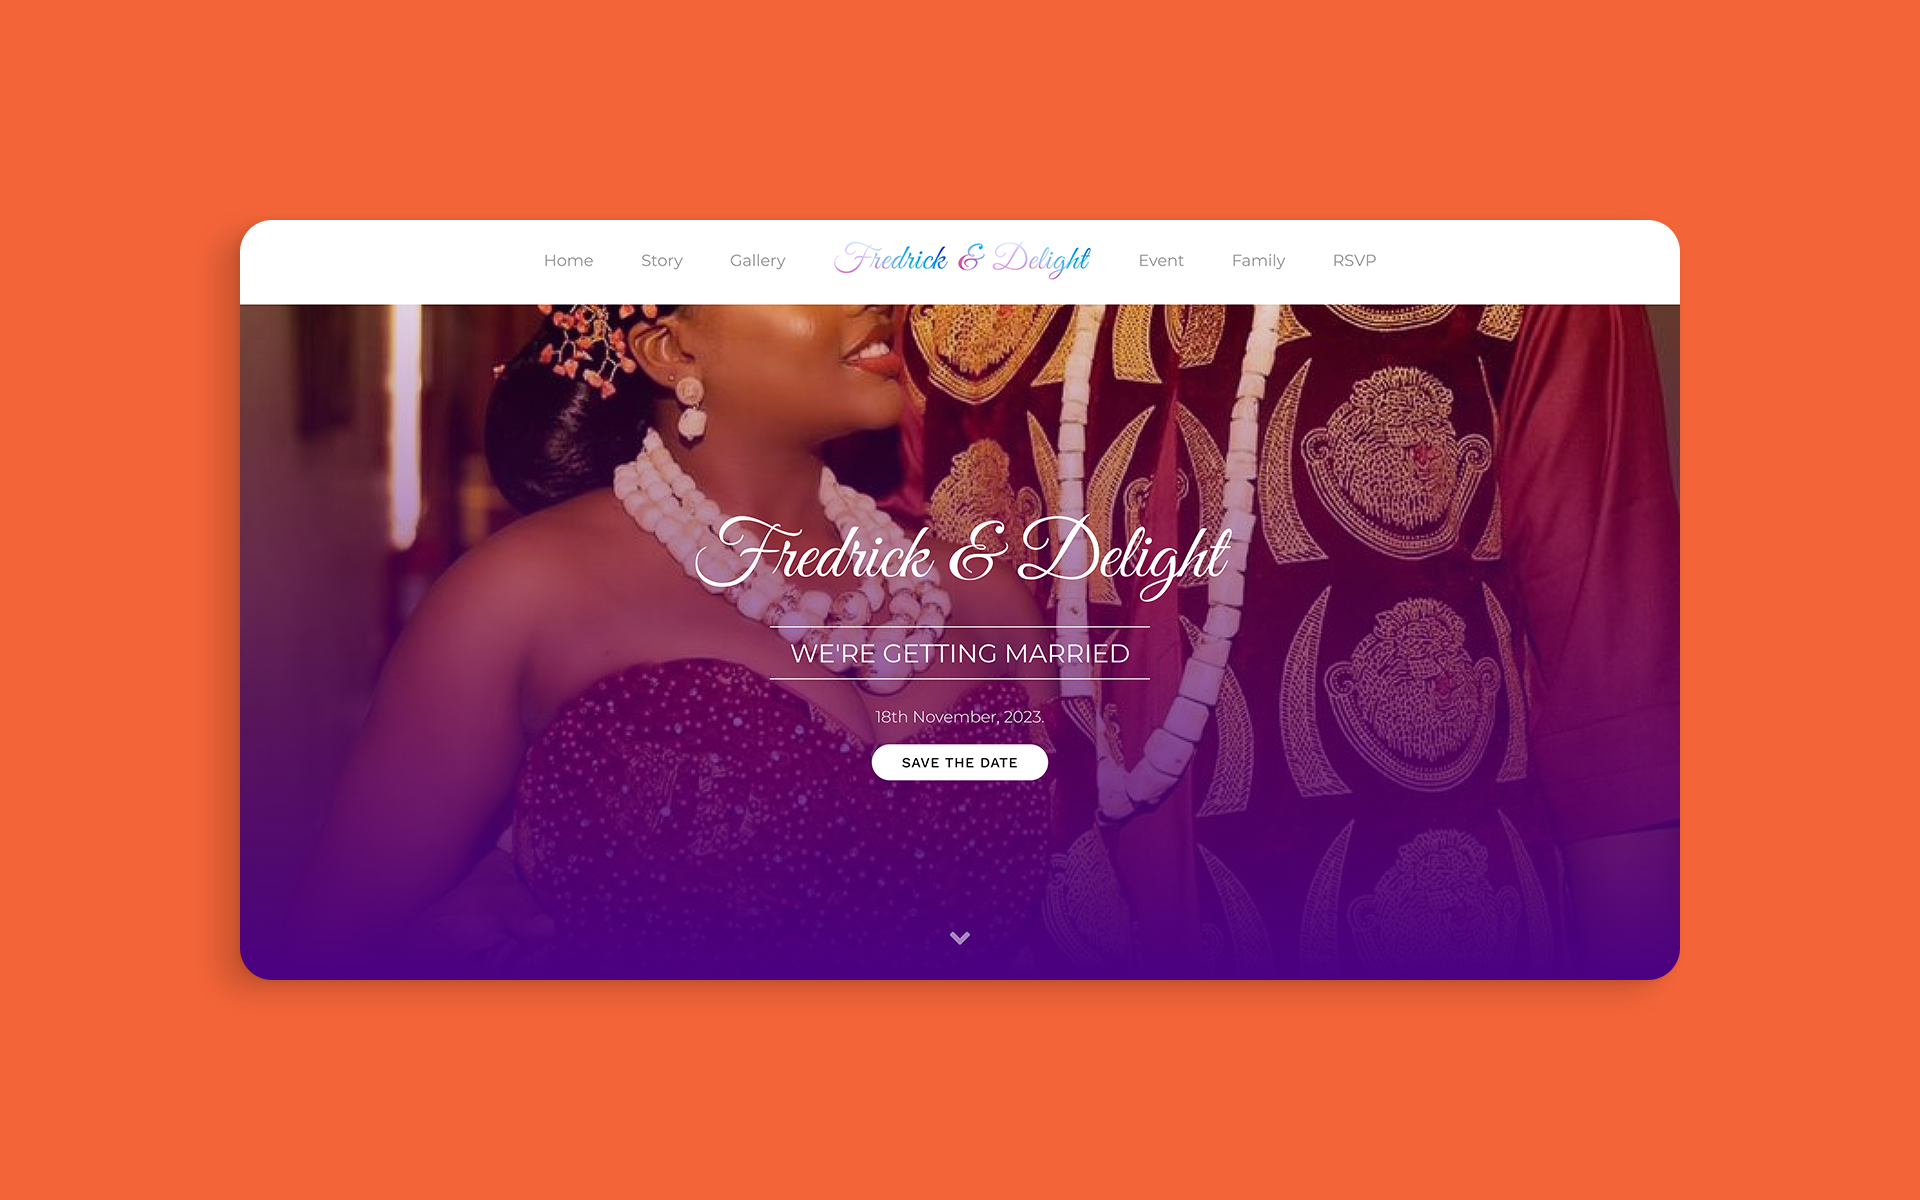 Home Story Gallery Fredrick & Delight Event Family RSVP
Fredrick & Delight
WE'RE GETTING MARRIED
18th November, 2023.
SAVE THE DATE